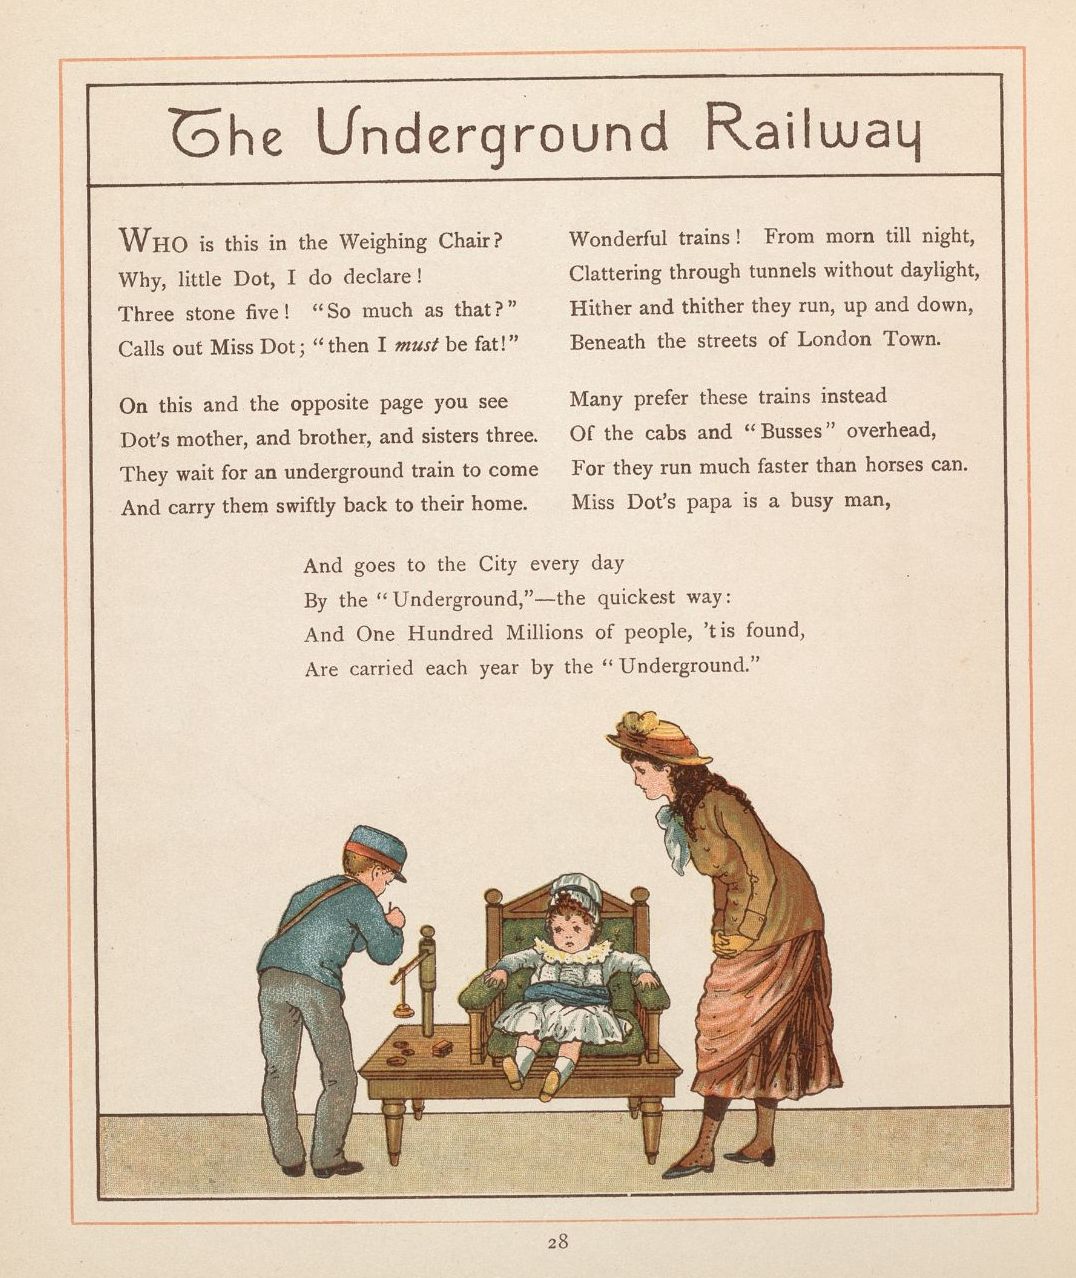 The Underground Railway
WHO is this in the Weighing Chair?
Why, little Dot, I do declare!
Three stone five! "So much as that?"
Calls out Miss Dot; "then I must be fat!"
On this and the opposite page you see
Dot's mother, and brother, and sisters three.
They wait for an underground train to come
And carry them swiftly back to their home.
Wonderful trains! From morn till night,
Clattering through tunnels without daylight,
Hither and thither they run, up and down,
Beneath the streets of London Town.
Many prefer these trains instead
Of the cabs and "Busses" overhead,
For they run much faster than horses can.
Miss Dot's papa is a busy man,
And goes to the City every day
By the "Underground,"—the quickest way:
And One Hundred Millions of people, 'tis found,
Are carried each year by the "Underground."
28